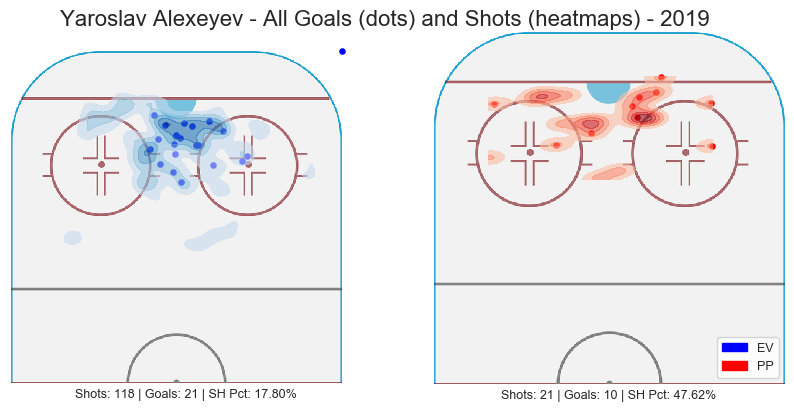 Yaroslav Alexeyev - All Goals (dots) and Shots (heatmaps) - 2019
EV
PP
Shots: 118 | Goals: 21 | SH Pct: 17.80%
Shots: 21 | Goals: 10 | SH Pct: 47.62%